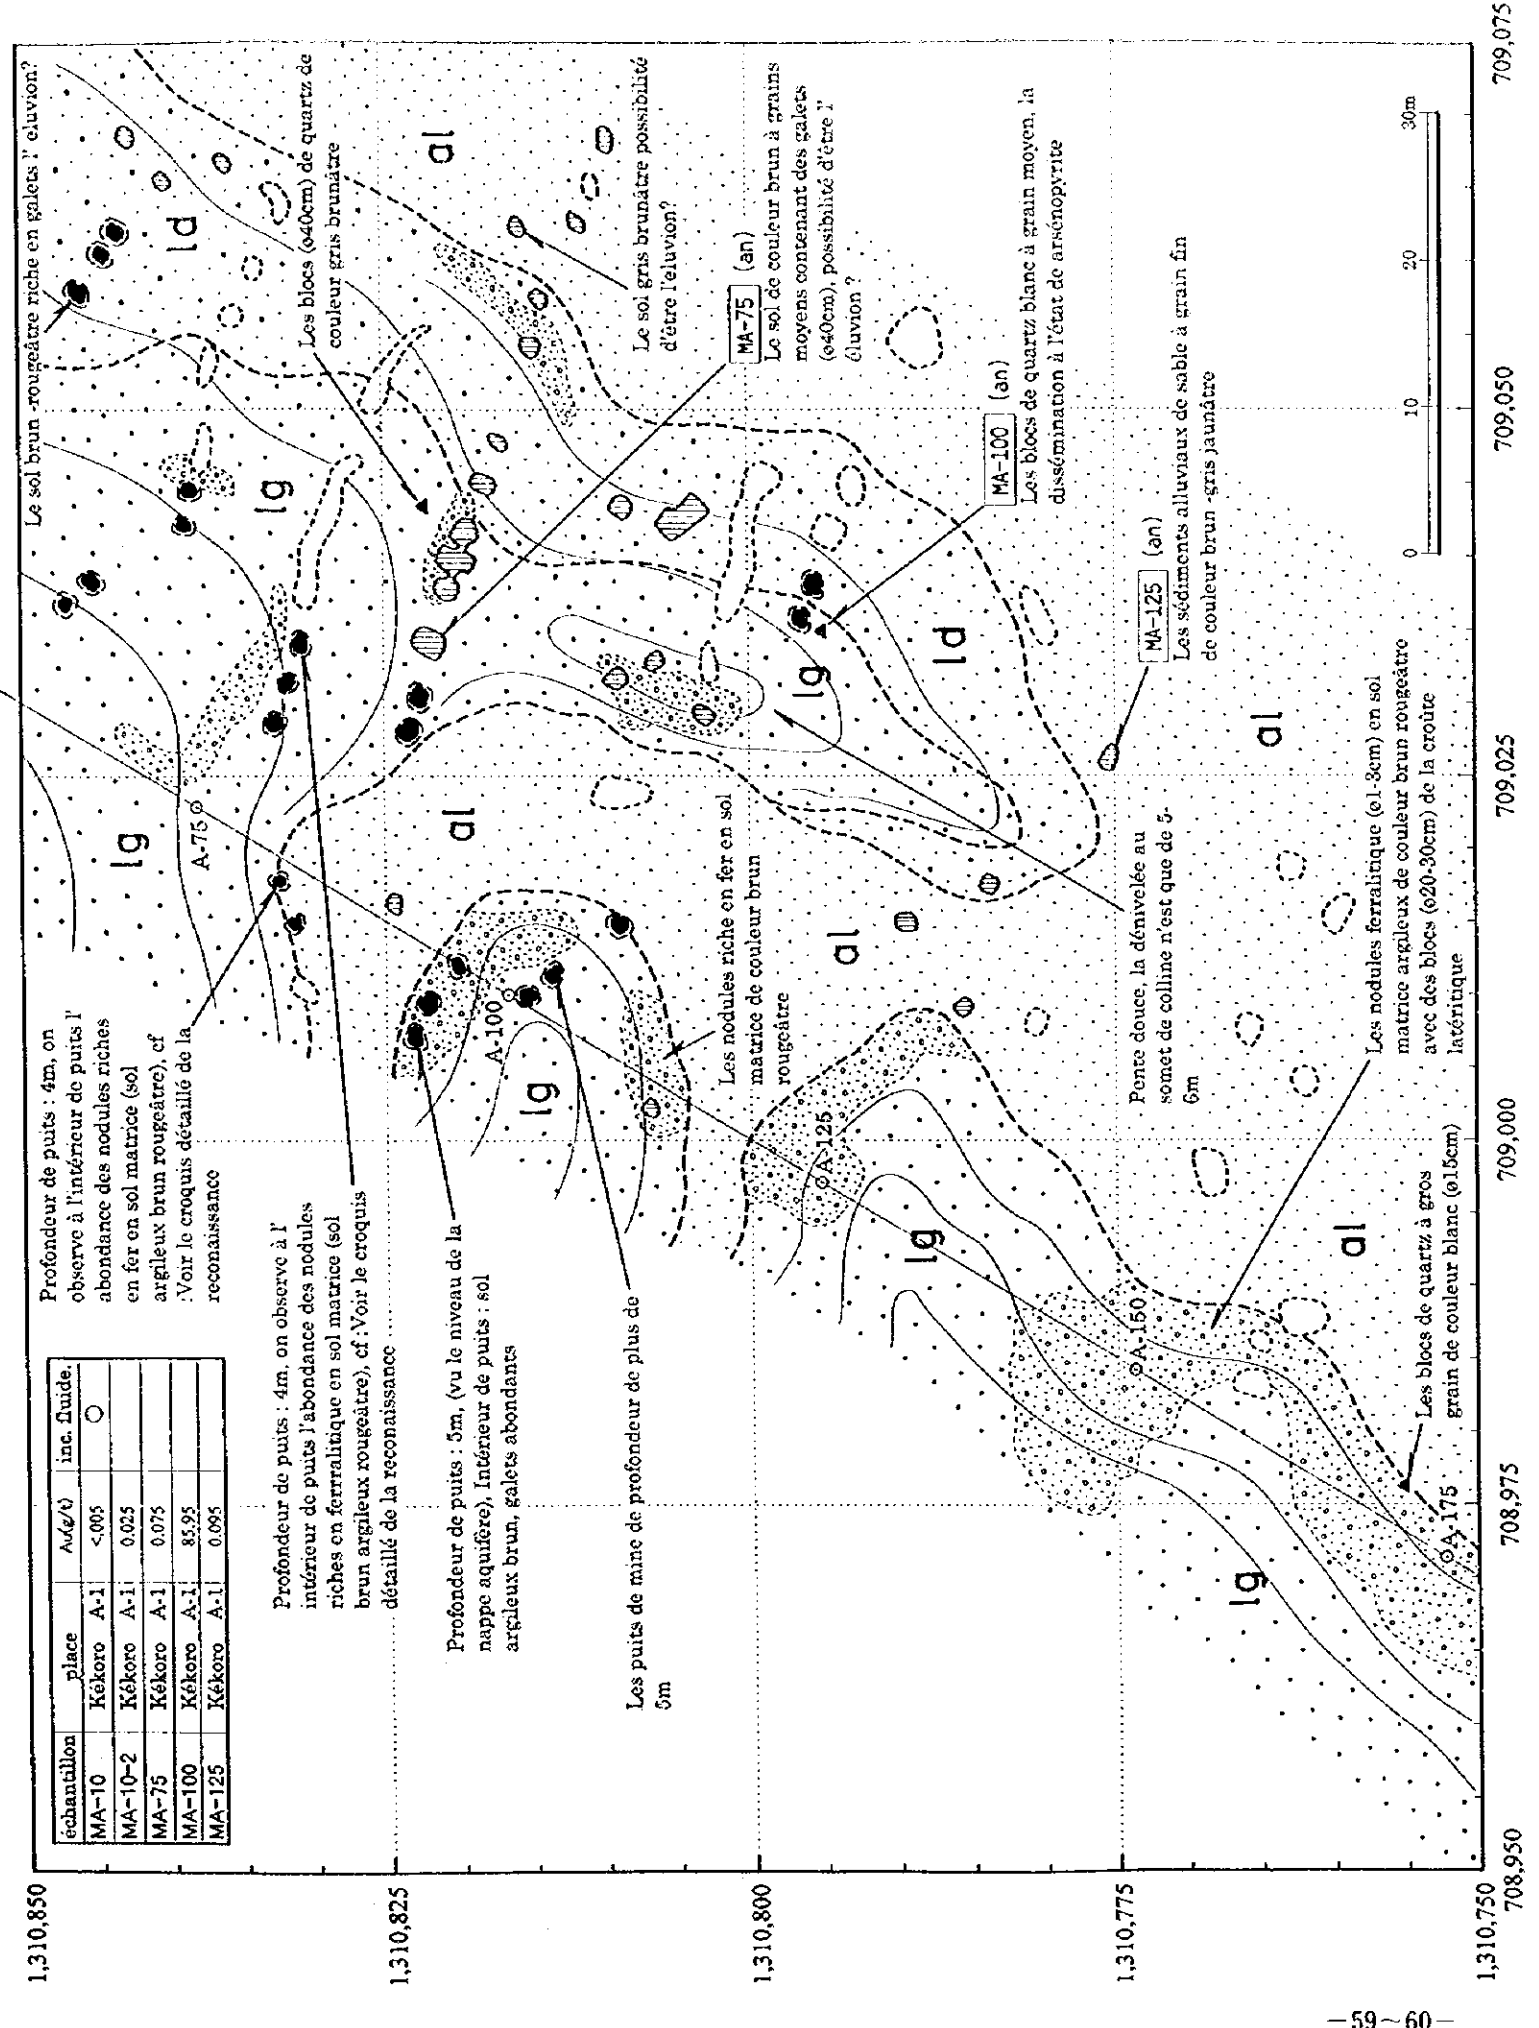 échantillon place Au(g/t) inc. fluide.
MA-10 Kékoro A-1 <.005 ○
MA-10-2 Kékoro A-1 0.025
MA-75 Kékoro A-1 0.075
MA-100 Kékoro A-1 85.95
MA-125 Kékoro A-1 0.095
Profondeur de puits : 4m, on
observe à l'intérieur de puits l'
abondance des nodules riches
en fer en sol matrice (sol
argileux brun rougeâtre), cf
:Voir le croquis détaillé de la
reconaissance
Le sol brun -rougeâtre riche en galets l' eluvion?
Profondeur de puits : 4m, on observe à l'
intérieur de puits l'abondance des nodules
riches en ferralitique en sol matrice (sol
brun argileux rougeâtre), cf :Voir le croquis
détaillé de la reconaissance
Les blocs (ø40cm) de quartz de
couleur gris brunâtre
Profondeur de puits : 5m, (vu le niveau de la
nappe aquifère), Intérieur de puits : sol
argileux brun, galets abondants
Les puits de mine de profondeur de plus de
5m
Le sol gris brunâtre possibilité
d'être l'eluvion?
MA-75 (an)
Le sol de couleur brun à grains
moyens contenant des galets
(ø40cm), possibilité d'être l'
éluvion ?
Les nodules riche en fer en sol
matrice de couleur brun
rougeâtre
MA-100 (an)
Les blocs de quartz blanc à grain moyen, la
dissémination à l'état de arsénopyrite
MA-125 (an)
Les sédiments alluviaux de sable à grain fin
de couleur brun -gris jaunâtre
Pente douce, la dénivelée au
somet de colline n'est que de 5-
6m
Les nodules ferralitique (ø1-3cm) en sol
matrice argileux de couleur brun rougeâtre
avec des blocs (ø20-30cm) de la croûte
latéritique
Les blocs de quartz à gros
grain de couleur blanc (ø15cm)
lg
lg
ld
al
al
lg
lg
ld
al
lg
al
al
lg
A-75
A-100
A-125
A-150
A-175
0 10 20 30m
1,310,850
1,310,825
1,310,800
1,310,775
1,310,750
708,950
708,975
709,000
709,025
709,050
709,075
—59~60—